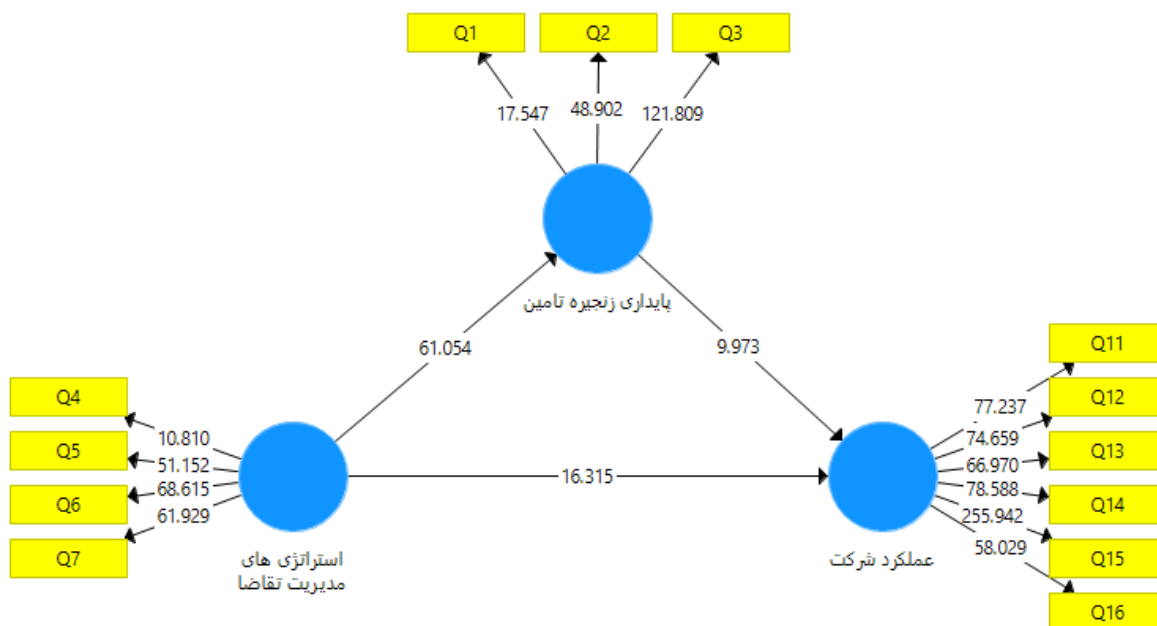 Q1
Q2
Q3
17.547
48.902
121.809
پایداری زنجیره تامین
61.054
9.973
Q4
Q5
Q6
Q7
10.810
51.152
68.615
61.929
استراتژی های
مدیریت تقاضا
16.315
عملکرد شرکت
77.237
74.659
66.970
78.588
255.942
58.029
Q11
Q12
Q13
Q14
Q15
Q16